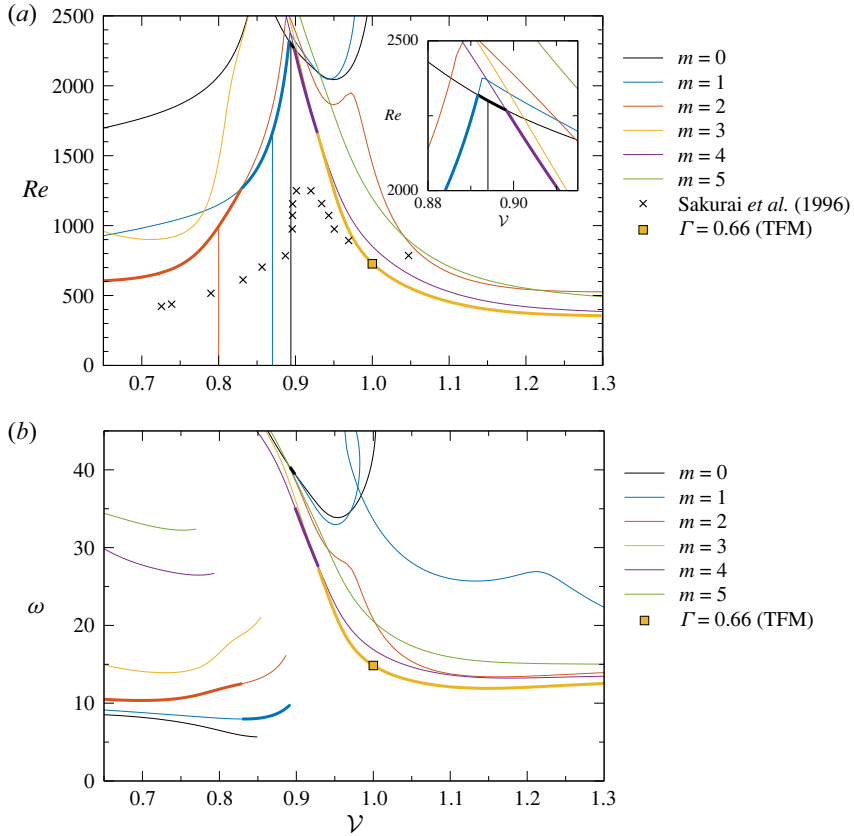 (a)
2500
2000
1500
1000
500
0
Re
0.7 0.8 0.9 1.0 1.1 1.2 1.3
2500
Re
2000
0.88 0.90
𝒱
m = 0
m = 1
m = 2
m = 3
m = 4
m = 5
Sakurai et al. (1996)
Γ = 0.66 (TFM)
(b)
40
30
20
10
0
ω
0.7 0.8 0.9 1.0 1.1 1.2 1.3
𝒱
m = 0
m = 1
m = 2
m = 3
m = 4
m = 5
Γ = 0.66 (TFM)